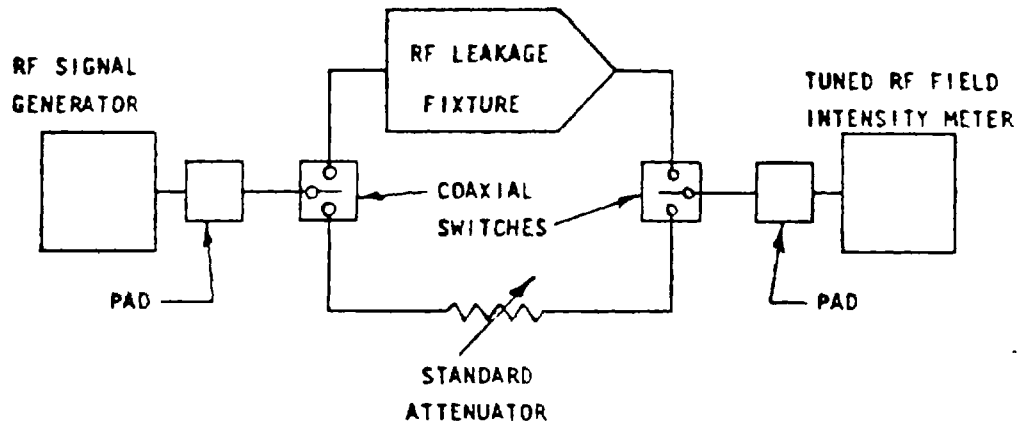 RF SIGNAL
GENERATOR
RF LEAKAGE
FIXTURE
TUNED RF FIELD
INTENSITY METER
COAXIAL
SWITCHES
PAD
PAD
STANDARD
ATTENUATOR